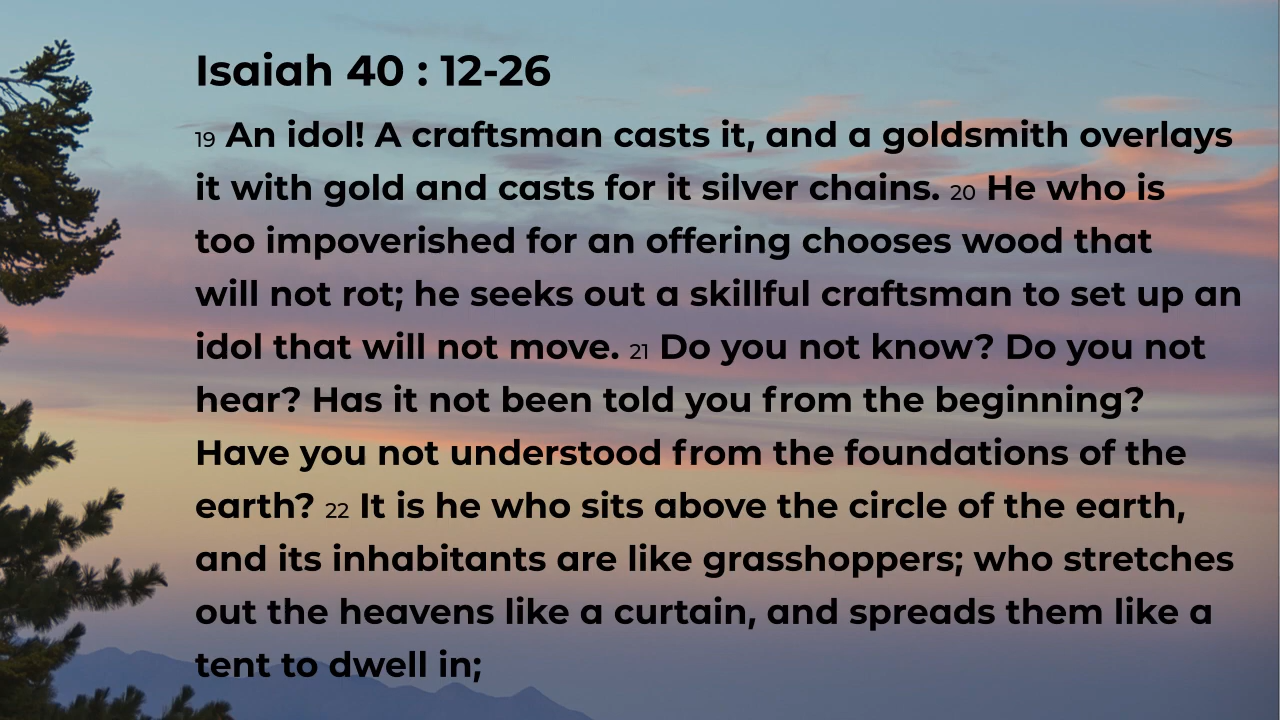 Isaiah 40 : 12-26
19 An idol! A craftsman casts it, and a goldsmith overlays
it with gold and casts for it silver chains. 20 He who is
too impoverished for an offering chooses wood that
will not rot; he seeks out a skillful craftsman to set up an
idol that will not move. 21 Do you not know? Do you not
hear? Has it not been told you from the beginning?
Have you not understood from the foundations of the
earth? 22 It is he who sits above the circle of the earth,
and its inhabitants are like grasshoppers; who stretches
out the heavens like a curtain, and spreads them like a
tent to dwell in;